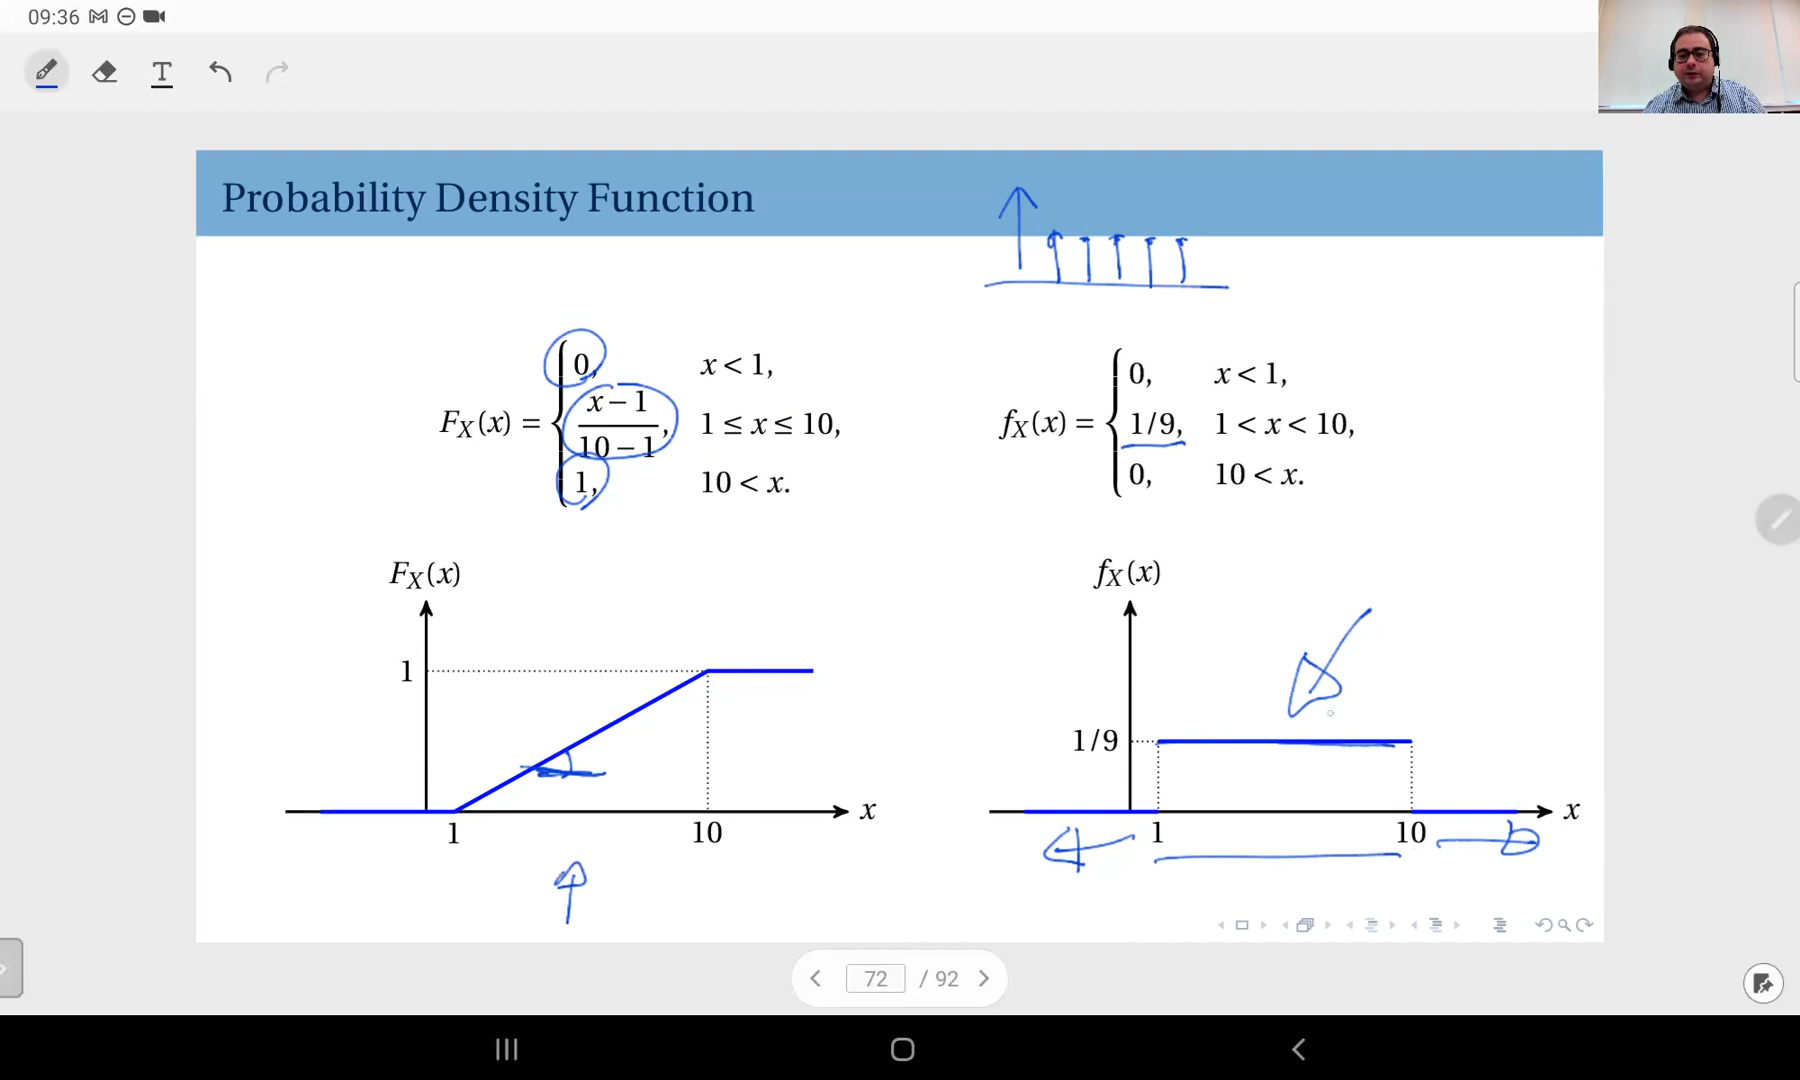 09:36
T
Probability Density Function
F_X(x) = { 0, x < 1,
(x − 1)/(10 − 1), 1 ≤ x ≤ 10,
1, 10 < x.
f_X(x) = { 0, x < 1,
1/9, 1 < x < 10,
0, 10 < x.
F_X(x)
1
1
10
x
f_X(x)
1/9
1
10
x
72 / 92